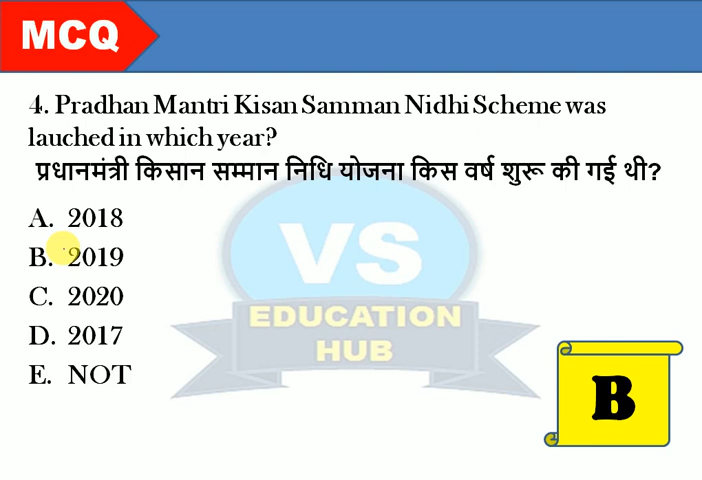 MCQ
4. Pradhan Mantri Kisan Samman Nidhi Scheme was
lauched in which year?
प्रधानमंत्री किसान सम्मान निधि योजना किस वर्ष शुरू की गई थी?
A. 2018
B. 2019
C. 2020
D. 2017
E. NOT
VS
EDUCATION
HUB
B